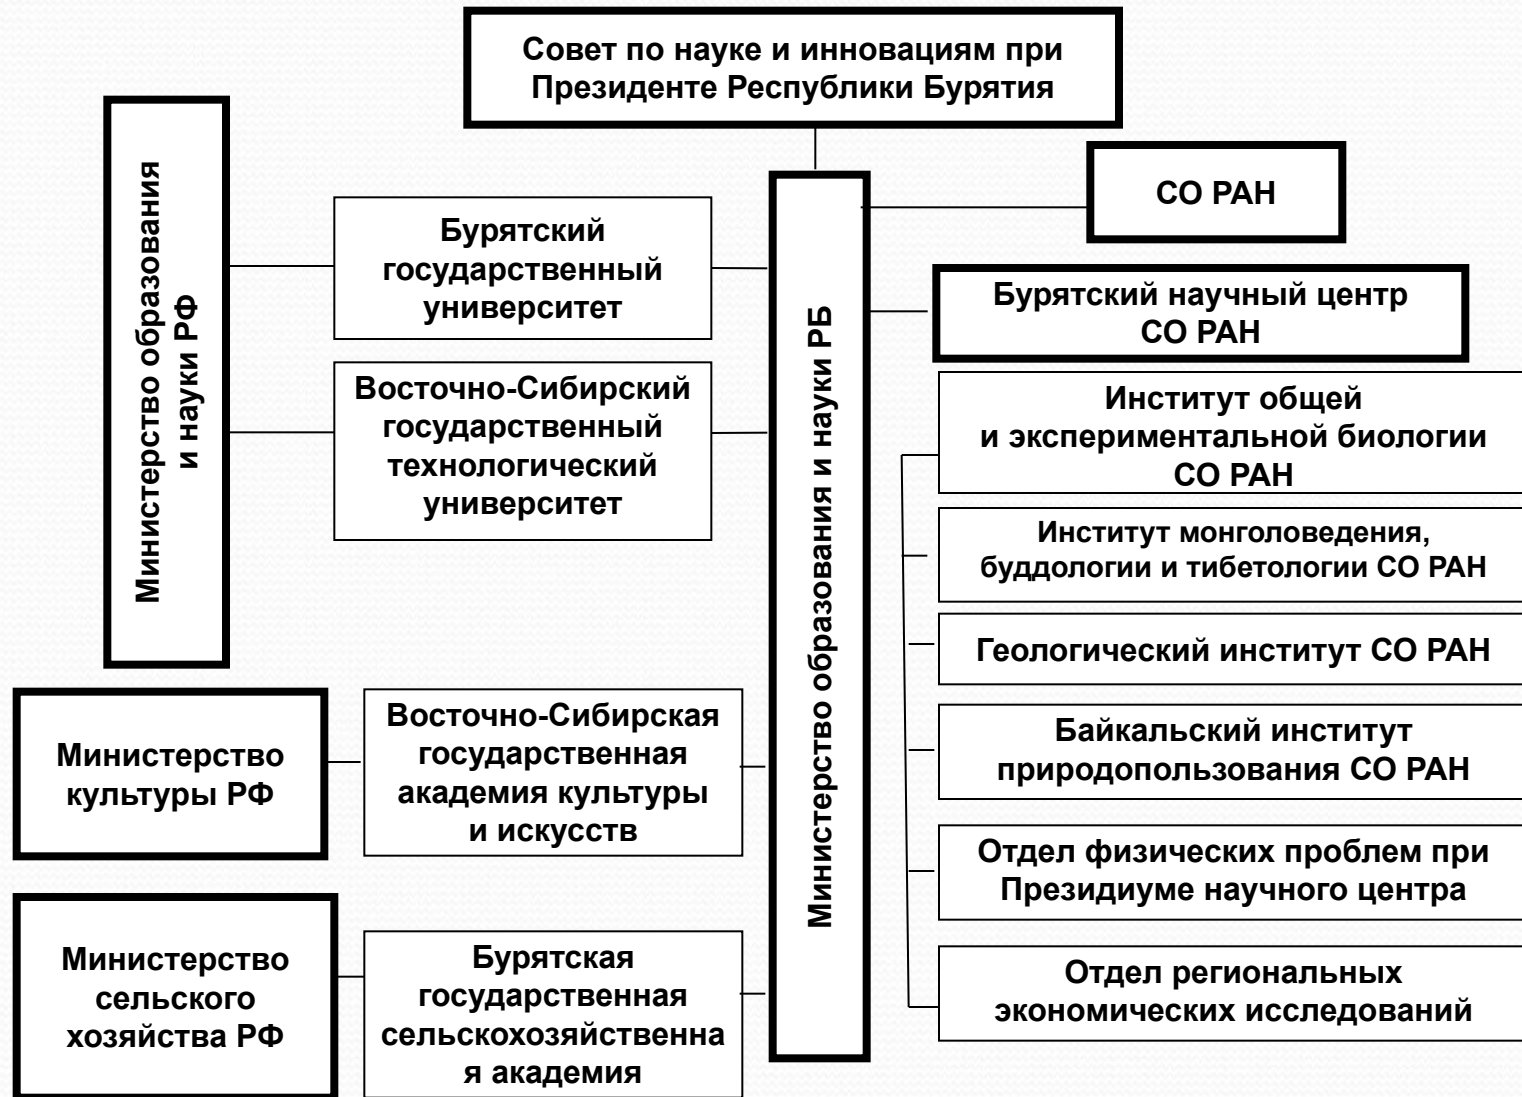 Совет по науке и инновациям при
Президенте Республики Бурятия
Министерство образования
и науки РФ
Бурятский
государственный
университет
Восточно-Сибирский
государственный
технологический
университет
Министерство
культуры РФ
Восточно-Сибирская
государственная
академия культуры
и искусств
Министерство
сельского
хозяйства РФ
Бурятская
государственная
сельскохозяйственна
я академия
Министерство образования и науки РБ
СО РАН
Бурятский научный центр
СО РАН
Институт общей
и экспериментальной биологии
СО РАН
Институт монголоведения,
буддологии и тибетологии СО РАН
Геологический институт СО РАН
Байкальский институт
природопользования СО РАН
Отдел физических проблем при
Президиуме научного центра
Отдел региональных
экономических исследований